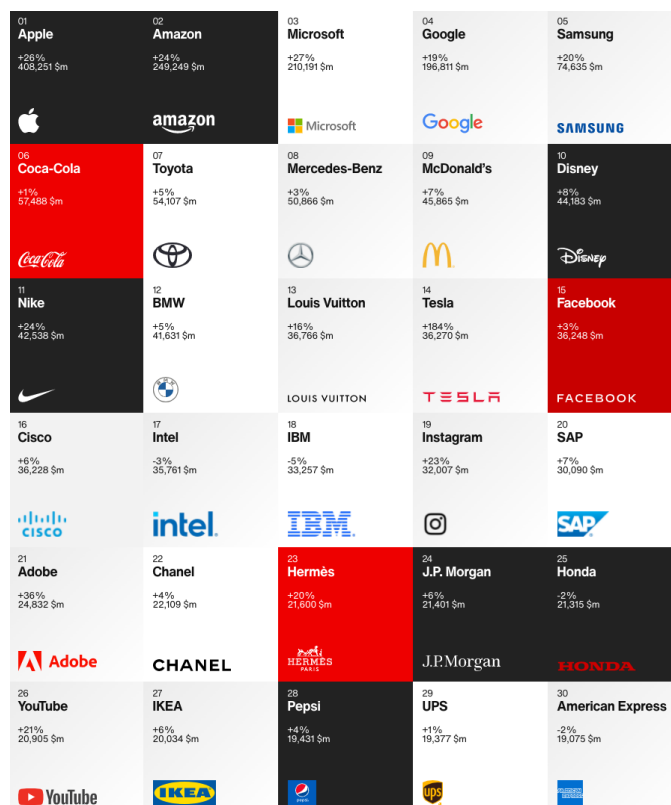 01
Apple
+26%
408,251 $m
02
Amazon
+24%
249,249 $m
amazon
03
Microsoft
+27%
210,191 $m
Microsoft
04
Google
+19%
196,811 $m
Google
05
Samsung
+20%
74,635 $m
SAMSUNG
06
Coca-Cola
+1%
57,488 $m
Coca-Cola
07
Toyota
+5%
54,107 $m
08
Mercedes-Benz
+3%
50,866 $m
09
McDonald's
+7%
45,865 $m
10
Disney
+8%
44,183 $m
Disney
11
Nike
+24%
42,538 $m
12
BMW
+5%
41,631 $m
BMW
13
Louis Vuitton
+16%
36,766 $m
LOUIS VUITTON
14
Tesla
+184%
36,270 $m
TESLA
15
Facebook
+3%
36,248 $m
FACEBOOK
16
Cisco
+6%
36,228 $m
CISCO
17
Intel
-3%
35,761 $m
intel.
18
IBM
-5%
33,257 $m
IBM
19
Instagram
+23%
32,007 $m
20
SAP
+7%
30,090 $m
SAP
21
Adobe
+36%
24,832 $m
Adobe
22
Chanel
+4%
22,109 $m
CHANEL
23
Hermès
+20%
21,600 $m
HERMÈS
PARIS
24
J.P. Morgan
+6%
21,401 $m
J.P.Morgan
25
Honda
-2%
21,315 $m
HONDA
26
YouTube
+21%
20,905 $m
YouTube
27
IKEA
+6%
20,034 $m
IKEA
28
Pepsi
+4%
19,431 $m
pepsi
29
UPS
+1%
19,377 $m
ups
30
American Express
-2%
19,075 $m
AMERICAN
EXPRESS